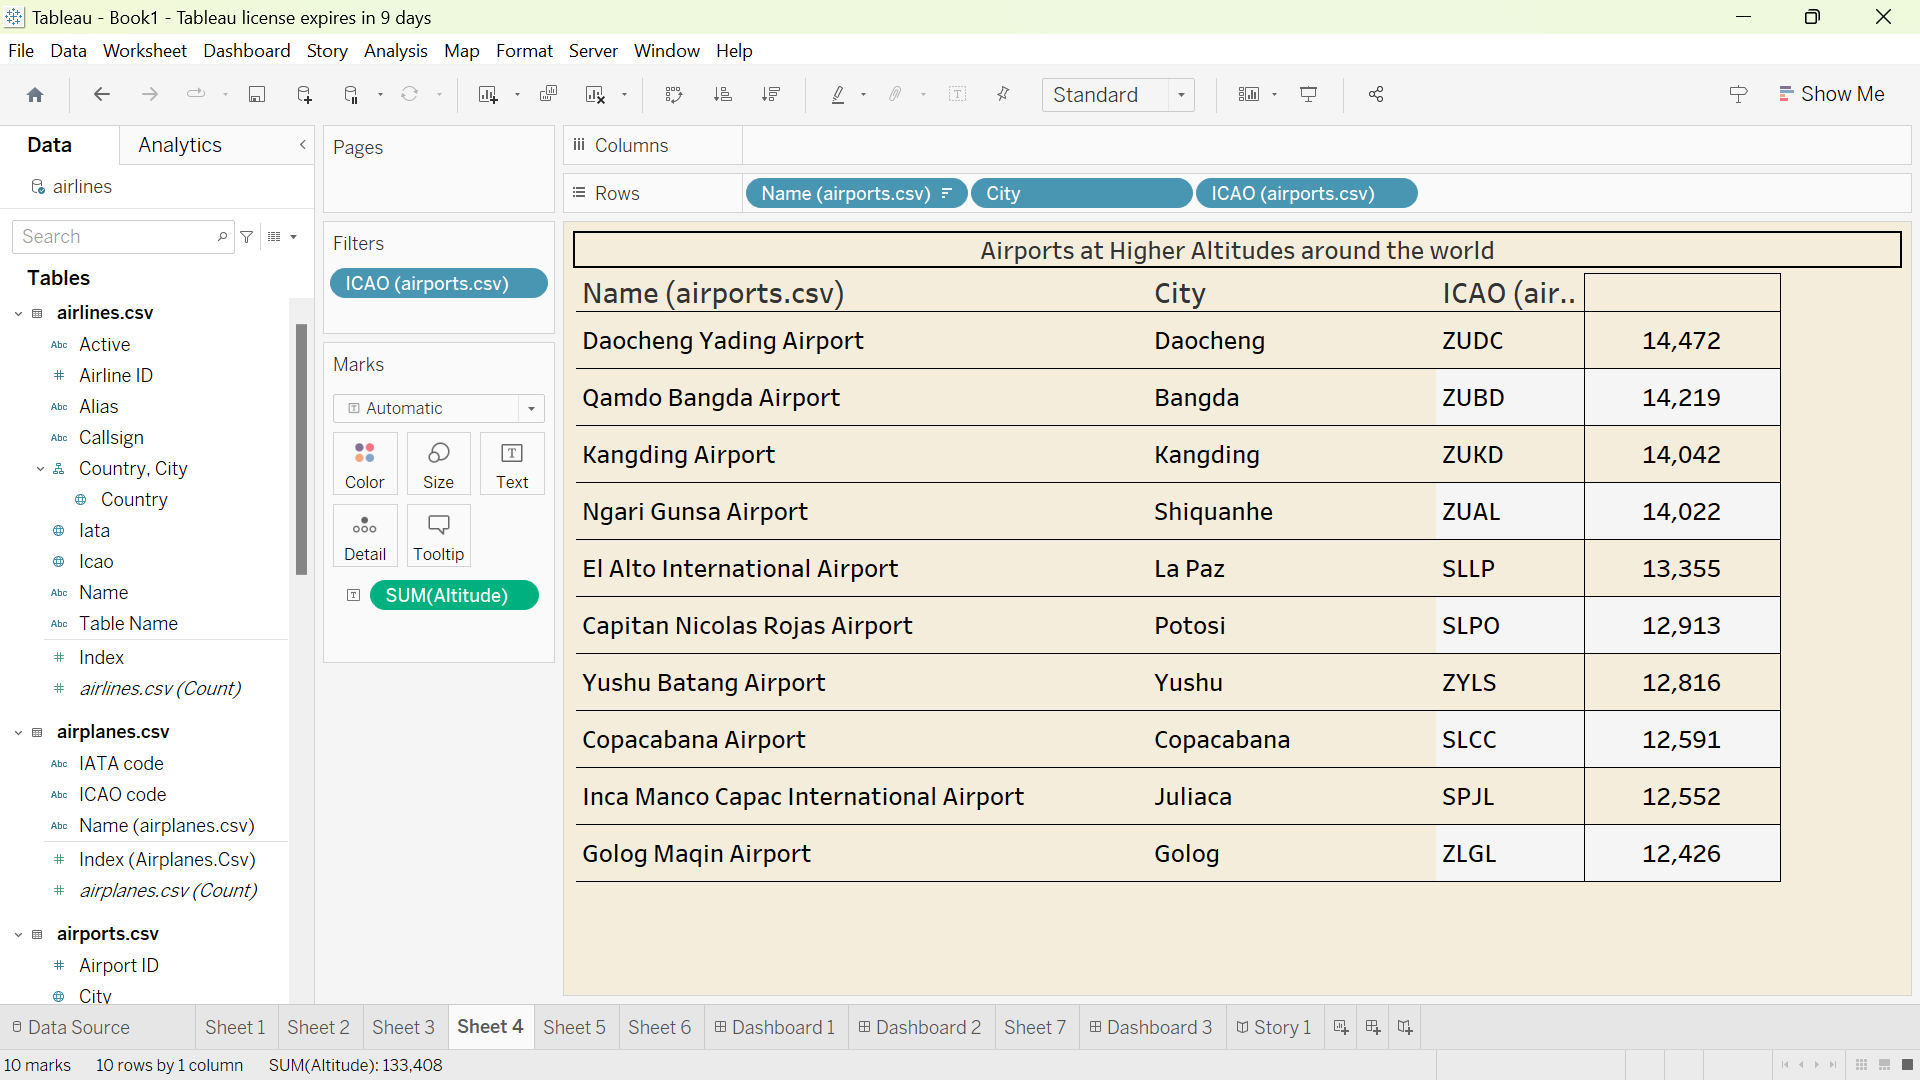 Tableau - Book1 - Tableau license expires in 9 days
File Data Worksheet Dashboard Story Analysis Map Format Server Window Help
Standard
Show Me
Data Analytics
airlines
Search
Tables
airlines.csv
Abc Active
# Airline ID
Abc Alias
Abc Callsign
Country, City
Country
Iata
Icao
Abc Name
Abc Table Name
# Index
# airlines.csv (Count)
airplanes.csv
Abc IATA code
Abc ICAO code
Abc Name (airplanes.csv)
# Index (Airplanes.Csv)
# airplanes.csv (Count)
airports.csv
# Airport ID
City
Pages
Filters
ICAO (airports.csv)
Marks
T Automatic
Color Size T Text
Detail Tooltip
T SUM(Altitude)
Columns
Rows Name (airports.csv) City ICAO (airports.csv)
Airports at Higher Altitudes around the world
Name (airports.csv) City ICAO (air..
Daocheng Yading Airport Daocheng ZUDC 14,472
Qamdo Bangda Airport Bangda ZUBD 14,219
Kangding Airport Kangding ZUKD 14,042
Ngari Gunsa Airport Shiquanhe ZUAL 14,022
El Alto International Airport La Paz SLLP 13,355
Capitan Nicolas Rojas Airport Potosi SLPO 12,913
Yushu Batang Airport Yushu ZYLS 12,816
Copacabana Airport Copacabana SLCC 12,591
Inca Manco Capac International Airport Juliaca SPJL 12,552
Golog Maqin Airport Golog ZLGL 12,426
Data Source Sheet 1 Sheet 2 Sheet 3 Sheet 4 Sheet 5 Sheet 6 Dashboard 1 Dashboard 2 Sheet 7 Dashboard 3 Story 1
10 marks 10 rows by 1 column SUM(Altitude): 133,408